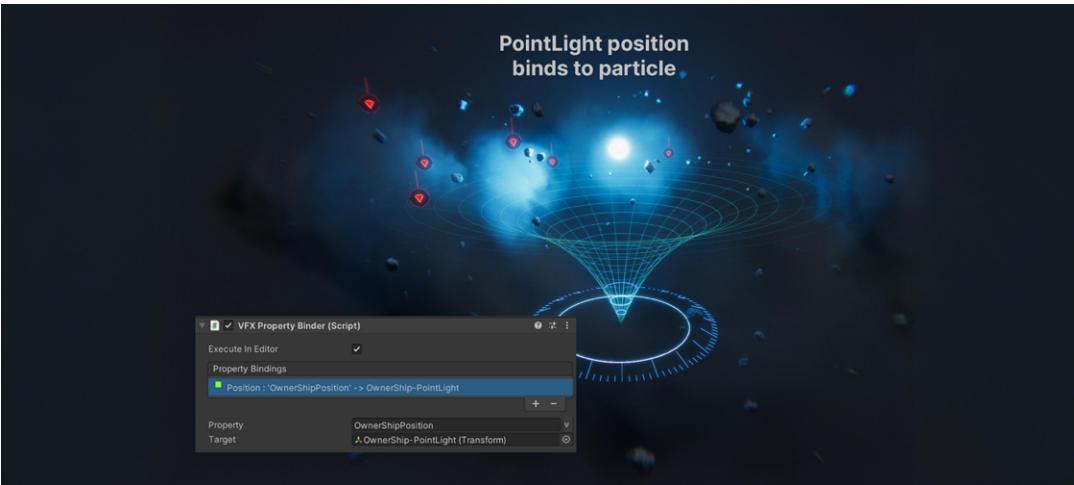 PointLight position
binds to particle
VFX Property Binder (Script)
Execute In Editor
Property Bindings
Position : 'OwnerShipPosition' -> OwnerShip-PointLight
+ −
Property OwnerShipPosition
Target OwnerShip-PointLight (Transform)